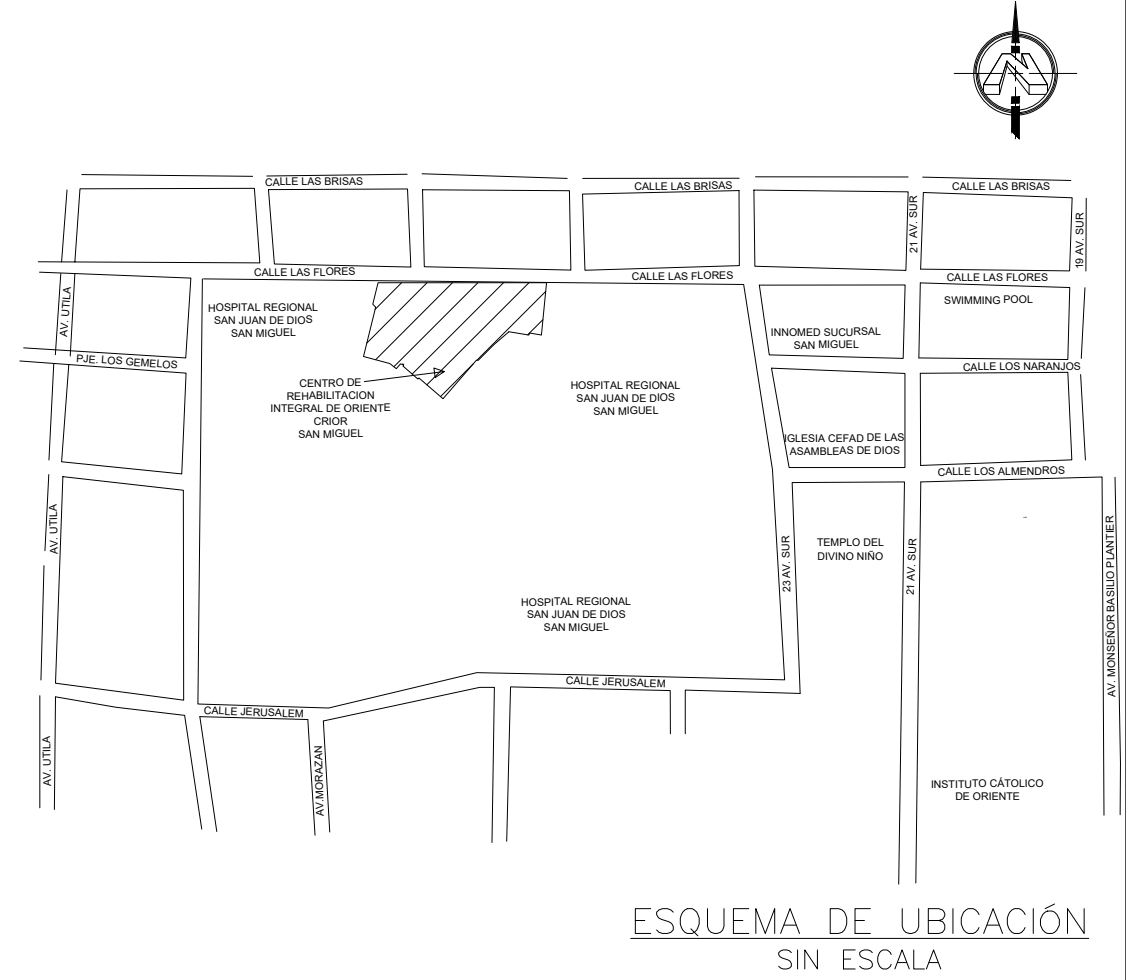 N
CALLE LAS BRISAS
CALLE LAS BRISAS
CALLE LAS BRISAS
21 AV. SUR
19 AV. SUR
CALLE LAS FLORES
CALLE LAS FLORES
CALLE LAS FLORES
AV. UTILA
HOSPITAL REGIONAL
SAN JUAN DE DIOS
SAN MIGUEL
SWIMMING POOL
INNOMED SUCURSAL
SAN MIGUEL
PJE. LOS GEMELOS
CALLE LOS NARANJOS
CENTRO DE
REHABILITACION
INTEGRAL DE ORIENTE
CRIOR
SAN MIGUEL
HOSPITAL REGIONAL
SAN JUAN DE DIOS
SAN MIGUEL
IGLESIA CEFAD DE LAS
ASAMBLEAS DE DIOS
CALLE LOS ALMENDROS
AV. UTILA
TEMPLO DEL
DIVINO NIÑO
23 AV. SUR
21 AV. SUR
AV. MONSEÑOR BASILIO PLANTIER
HOSPITAL REGIONAL
SAN JUAN DE DIOS
SAN MIGUEL
CALLE JERUSALEM
CALLE JERUSALEM
AV. UTILA
AV.MORAZAN
INSTITUTO CÁTOLICO
DE ORIENTE
ESQUEMA DE UBICACIÓN
SIN ESCALA